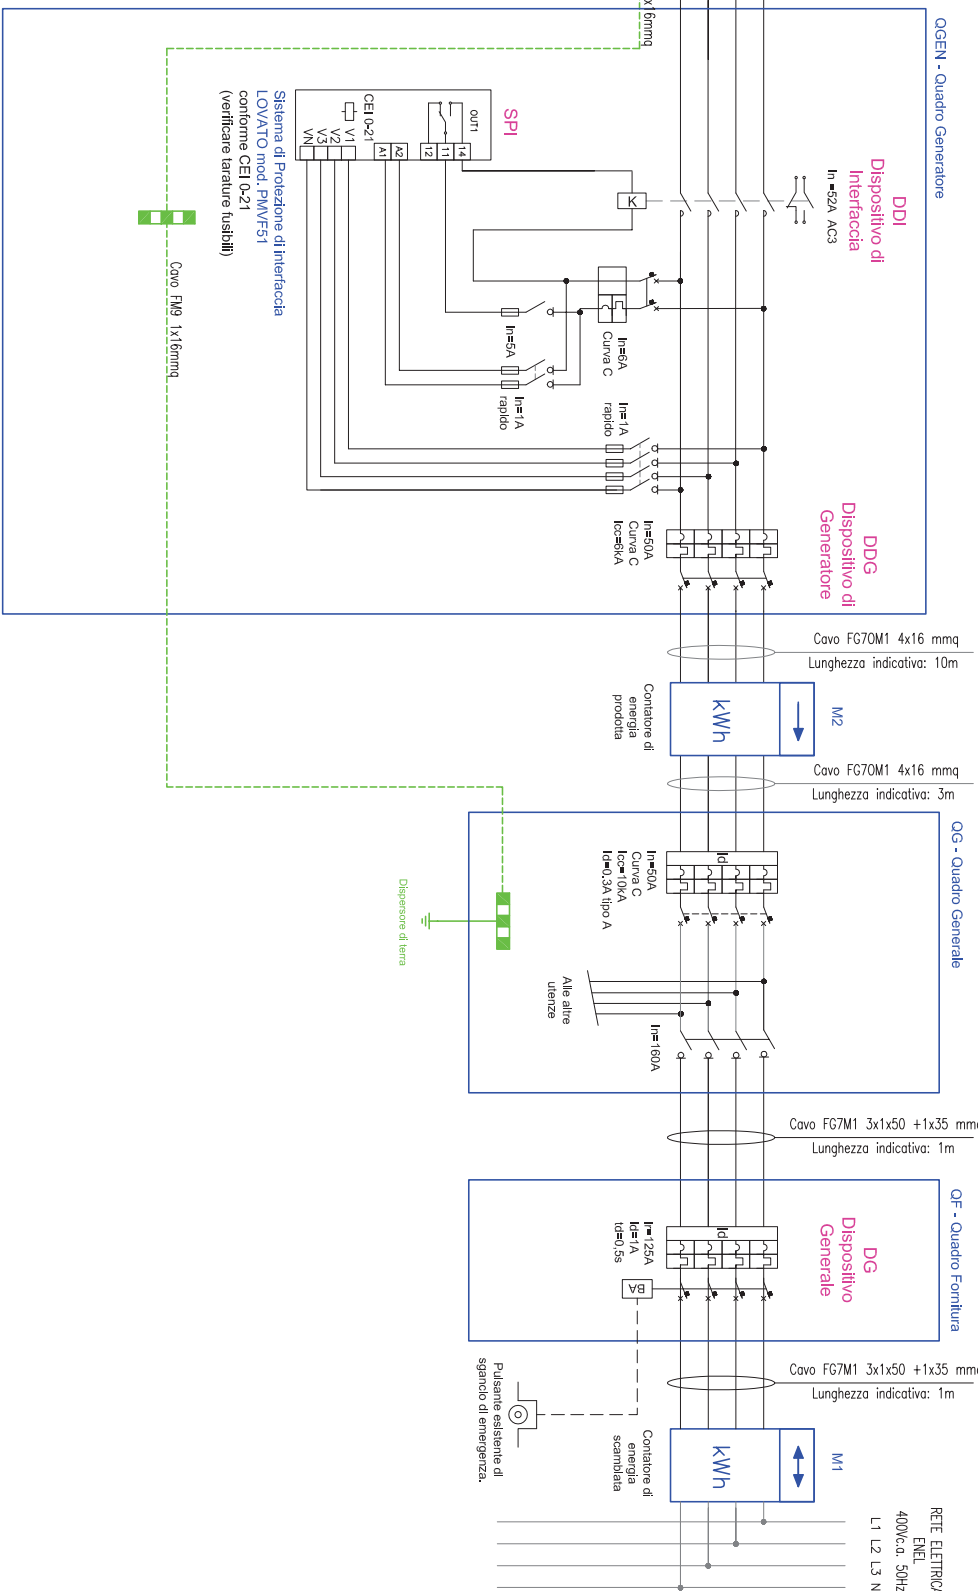 x16mmq
QGEN - Quadro Generatore
DDI
Dispositivo di
Interfaccia
In =52A AC3
K
SPI
OUT1
14
11
12
A2
A1
CEI 0-21
V1
V2
V3
VN
Sistema di Protezione di interfaccia
LOVATO mod. PMVF51
conforme CEI 0-21
(verificare tarature fusibili)
Cavo FM9 1x16mmq
In=6A
Curva C
In=5A
In=1A
rapido
In=1A
rapido
DDG
Dispositivo di
Generatore
In=50A
Curva C
Icc=6kA
Cavo FG7OM1 4x16 mmq
Lunghezza indicativa: 10m
M2
kWh
Contatore di
energia
prodotta
Cavo FG7OM1 4x16 mmq
Lunghezza indicativa: 3m
QG - Quadro Generale
Id
In=50A
Curva C
Icc=10kA
Id=0.3A tipo A
Dispersore di terra
Alle altre
utenze
In=160A
Cavo FG7M1 3x1x50 +1x35 mm
Lunghezza indicativa: 1m
QF - Quadro Fornitura
DG
Dispositivo
Generale
Id
Ir=125A
Id=1A
td=0,5s
BA
Cavo FG7M1 3x1x50 +1x35 mm
Lunghezza indicativa: 1m
Pulsante esistente di
sgancio di emergenza.
M1
kWh
Contatore di
energia
scambiata
RETE ELETTRICA
ENEL
400Vc.a. 50Hz
L1 L2 L3 N